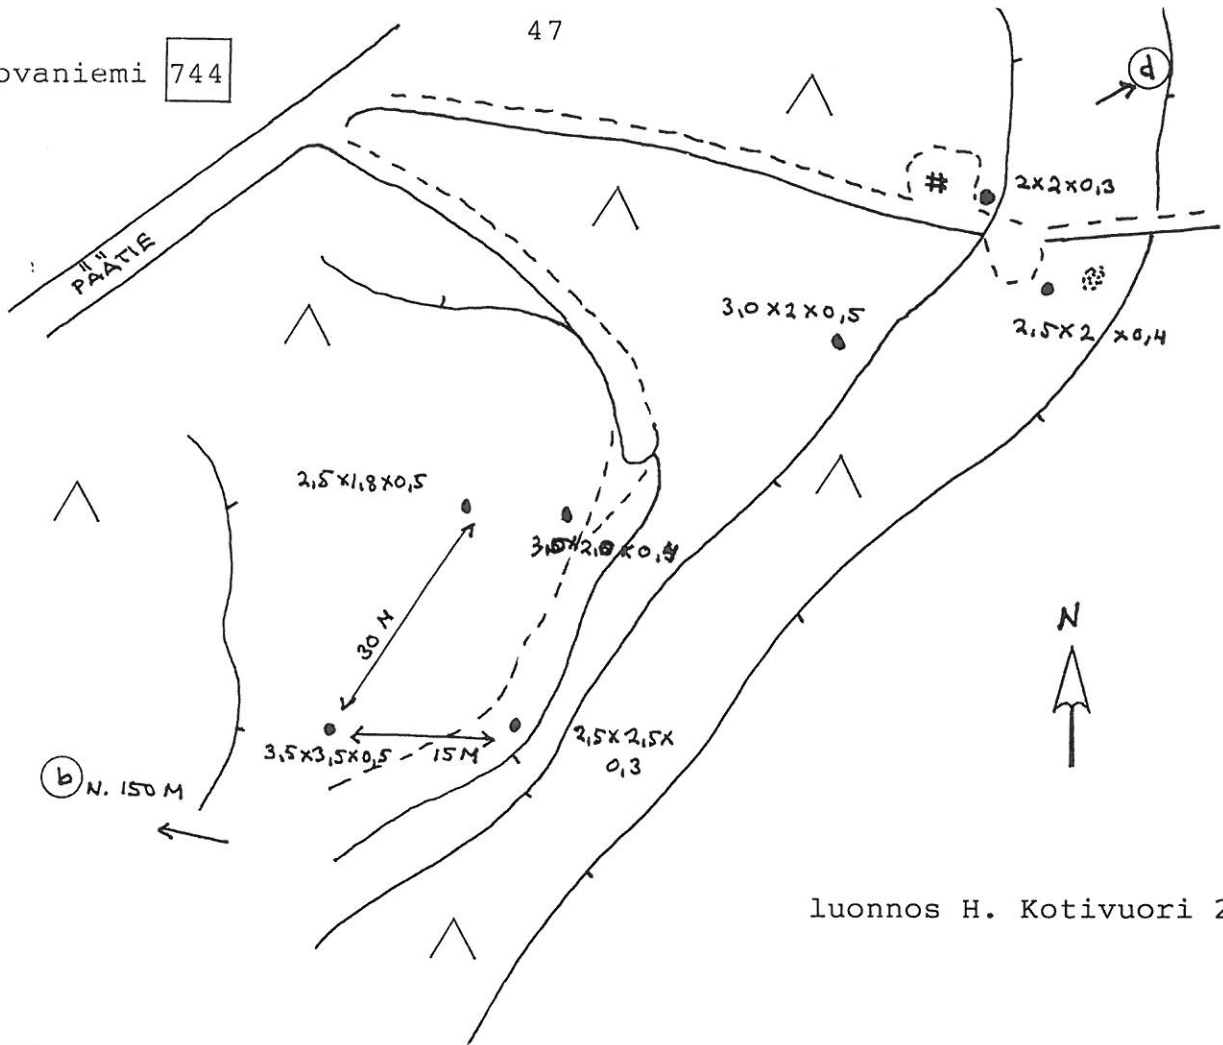 47
ovaniemi 744
d
2x2x0,3
PÄÄTIE
3,0x2x0,5
2,5x2x0,4
2,5x1,8x0,5
30 M
N
3,5x3,5x0,5
15M
2,5x2,5x
0,3
b N. 150 M
luonnos H. Kotivuori 2